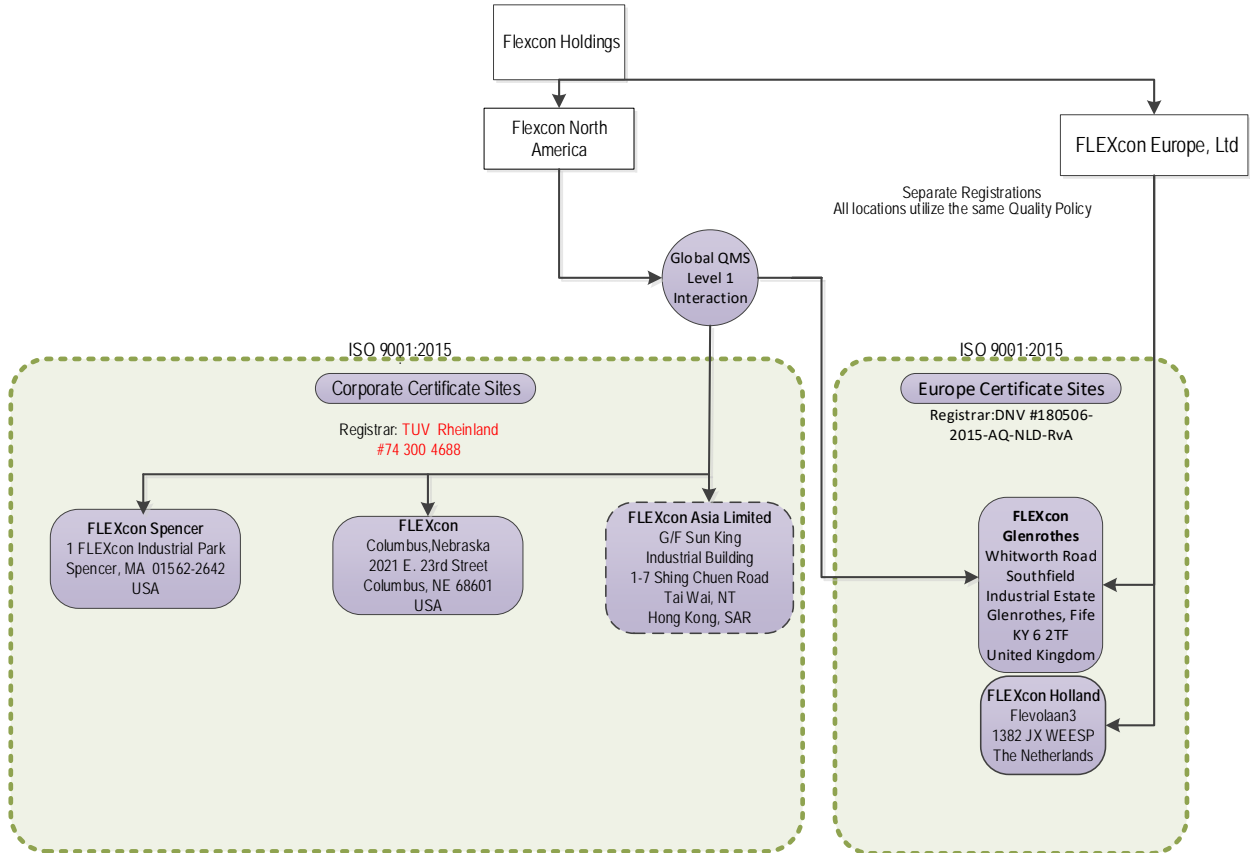 Flexcon Holdings
Flexcon North
America
FLEXcon Europe, Ltd
Separate Registrations
All locations utilize the same Quality Policy
Global QMS
Level 1
Interaction
ISO 9001:2015
Corporate Certificate Sites
Registrar: TUV Rheinland
#74 300 4688
FLEXcon Spencer
1 FLEXcon Industrial Park
Spencer, MA 01562-2642
USA
FLEXcon
Columbus,Nebraska
2021 E. 23rd Street
Columbus, NE 68601
USA
FLEXcon Asia Limited
G/F Sun King
Industrial Building
1-7 Shing Chuen Road
Tai Wai, NT
Hong Kong, SAR
ISO 9001:2015
Europe Certificate Sites
Registrar:DNV #180506-
2015-AQ-NLD-RvA
FLEXcon
Glenrothes
Whitworth Road
Southfield
Industrial Estate
Glenrothes, Fife
KY 6 2TF
United Kingdom
FLEXcon Holland
Flevolaan3
1382 JX WEESP
The Netherlands